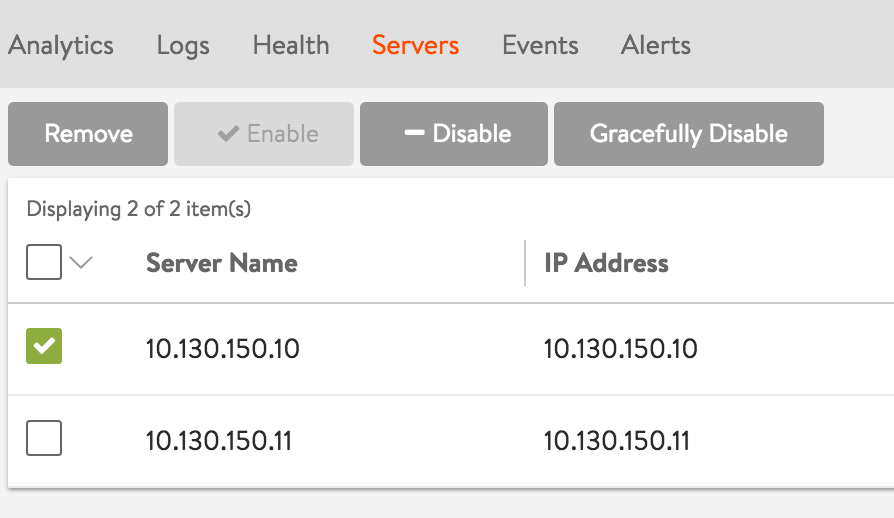 Analytics Logs Health Servers Events Alerts
Remove Enable Disable Gracefully Disable
Displaying 2 of 2 item(s)
Server Name IP Address
10.130.150.10 10.130.150.10
10.130.150.11 10.130.150.11